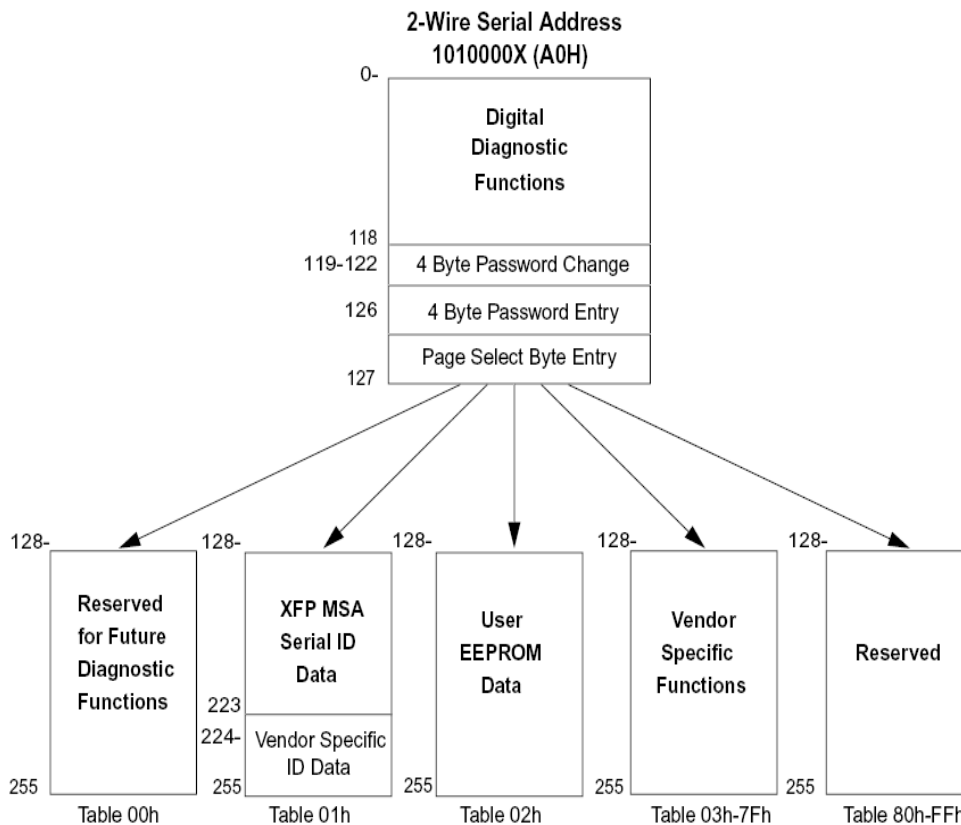 2-Wire Serial Address
1010000X (A0H)
0-
Digital
Diagnostic
Functions
118
119-122
4 Byte Password Change
126
4 Byte Password Entry
Page Select Byte Entry
127
128-
Reserved
for Future
Diagnostic
Functions
255
Table 00h
128-
XFP MSA
Serial ID
Data
223
224-
Vendor Specific
ID Data
255
Table 01h
128-
User
EEPROM
Data
255
Table 02h
128-
Vendor
Specific
Functions
255
Table 03h-7Fh
128-
Reserved
255
Table 80h-FFh